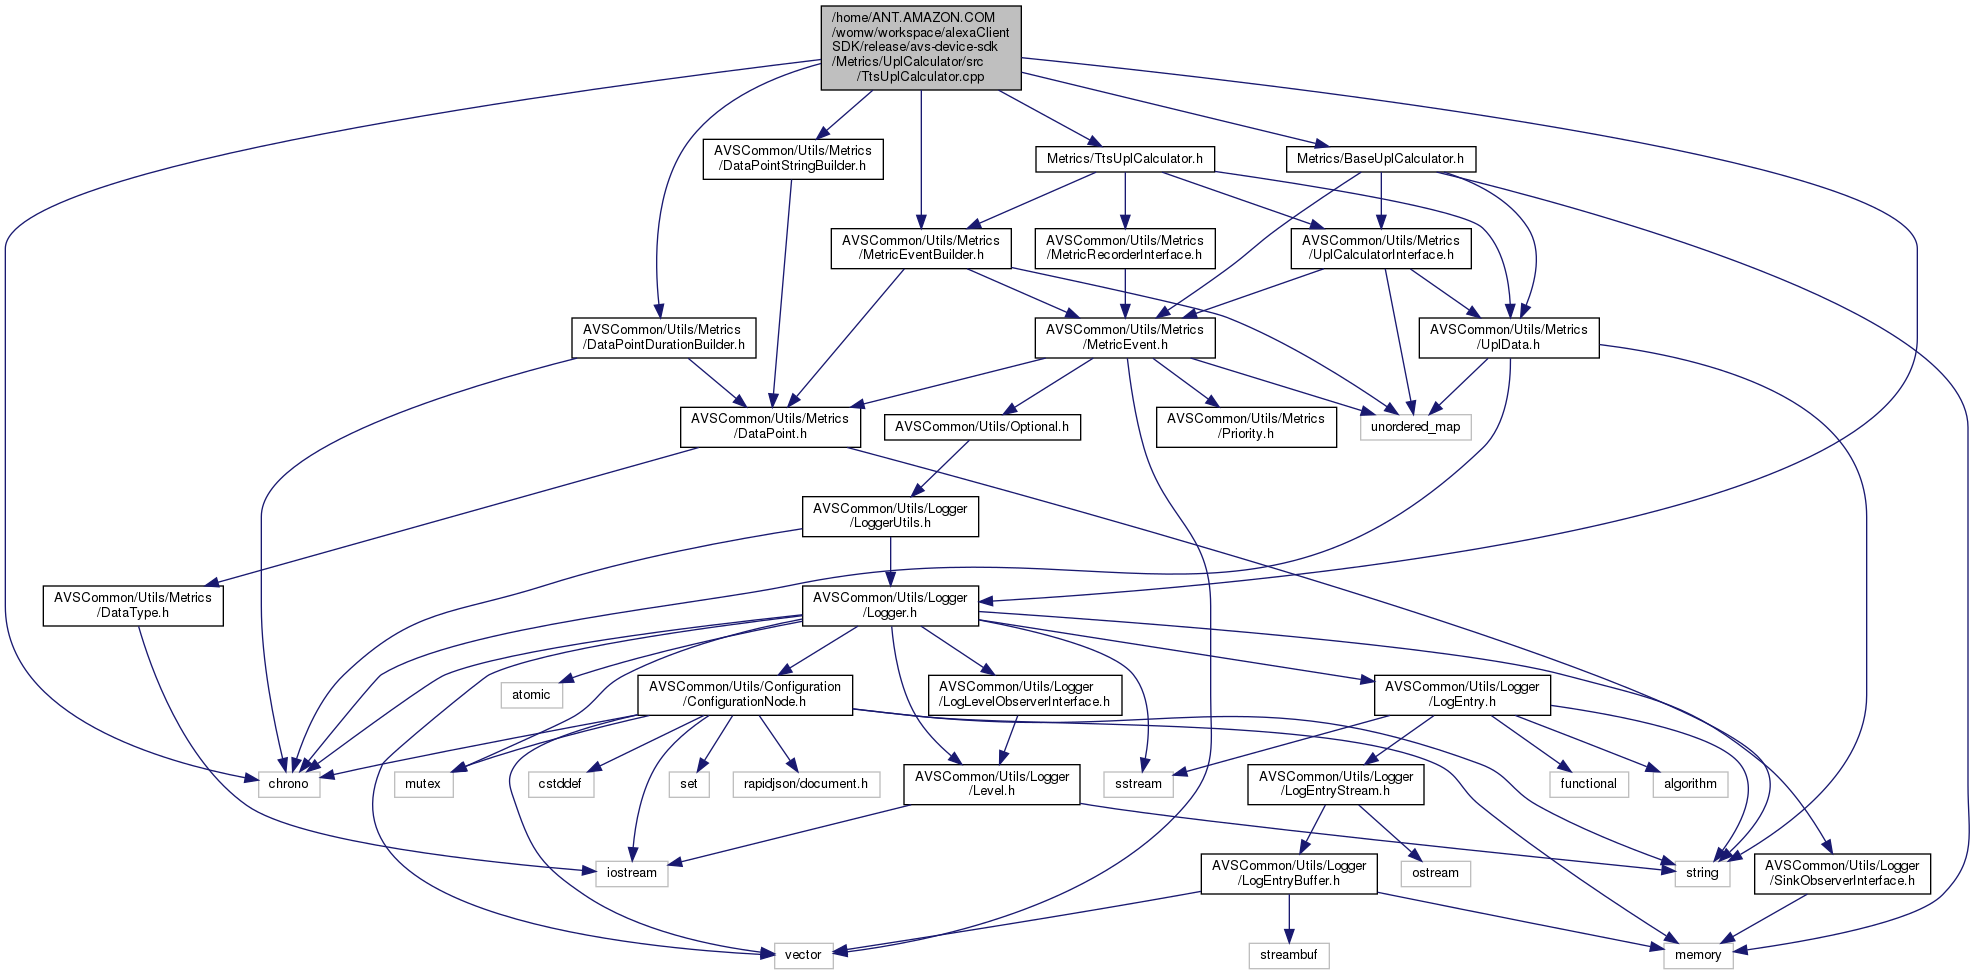 /home/ANT.AMAZON.COM
/womw/workspace/alexaClient
SDK/release/avs-device-sdk
/Metrics/UplCalculator/src
/TtsUplCalculator.cpp
AVSCommon/Utils/Metrics
/DataPointStringBuilder.h
Metrics/TtsUplCalculator.h
Metrics/BaseUplCalculator.h
AVSCommon/Utils/Metrics
/MetricEventBuilder.h
AVSCommon/Utils/Metrics
/MetricRecorderInterface.h
AVSCommon/Utils/Metrics
/UplCalculatorInterface.h
AVSCommon/Utils/Metrics
/DataPointDurationBuilder.h
AVSCommon/Utils/Metrics
/MetricEvent.h
AVSCommon/Utils/Metrics
/UplData.h
AVSCommon/Utils/Metrics
/DataPoint.h
AVSCommon/Utils/Optional.h
AVSCommon/Utils/Metrics
/Priority.h
unordered_map
AVSCommon/Utils/Logger
/LoggerUtils.h
AVSCommon/Utils/Metrics
/DataType.h
AVSCommon/Utils/Logger
/Logger.h
atomic
AVSCommon/Utils/Configuration
/ConfigurationNode.h
AVSCommon/Utils/Logger
/LogLevelObserverInterface.h
AVSCommon/Utils/Logger
/LogEntry.h
chrono
mutex
cstddef
set
rapidjson/document.h
AVSCommon/Utils/Logger
/Level.h
sstream
AVSCommon/Utils/Logger
/LogEntryStream.h
functional
algorithm
iostream
AVSCommon/Utils/Logger
/LogEntryBuffer.h
ostream
string
AVSCommon/Utils/Logger
/SinkObserverInterface.h
vector
streambuf
memory